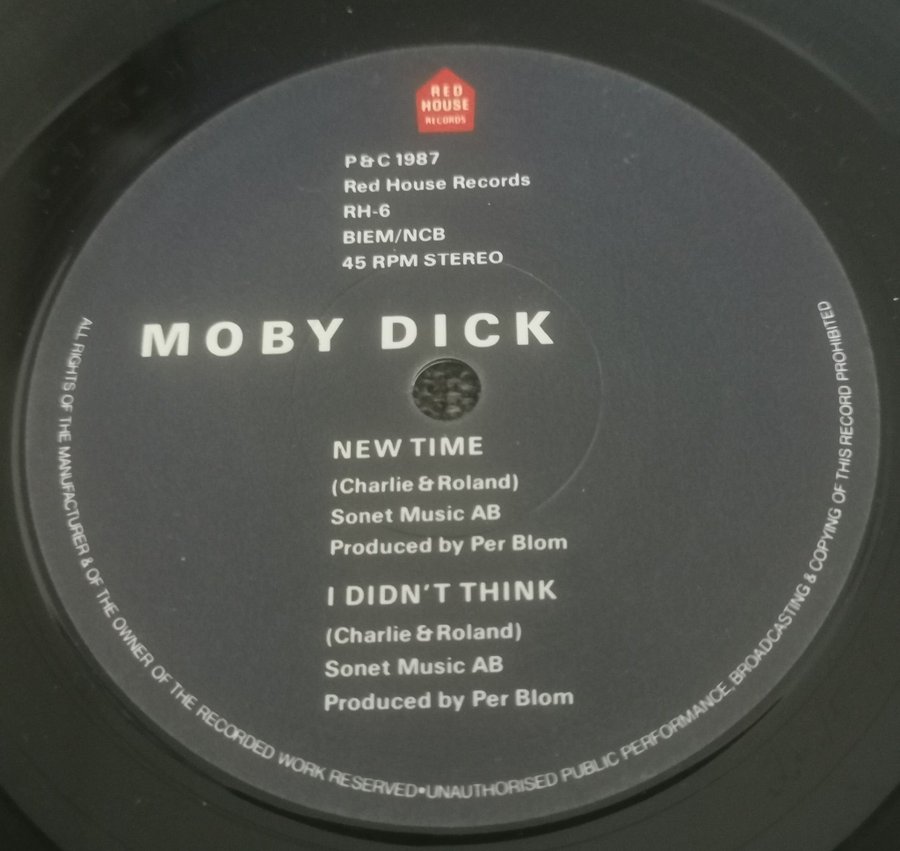 RED
HOUSE
RECORDS
P & C 1987
Red House Records
RH-6
BIEM/NCB
45 RPM STEREO
MOBY DICK
NEW TIME
(Charlie & Roland)
Sonet Music AB
Produced by Per Blom
I DIDN'T THINK
(Charlie & Roland)
Sonet Music AB
Produced by Per Blom
ALL RIGHTS OF THE MANUFACTURER & OF THE OWNER OF THE RECORDED WORK RESERVED•UNAUTHORISED PUBLIC PERFORMANCE, BROADCASTING & COPYING OF THIS RECORD PROHIBITED